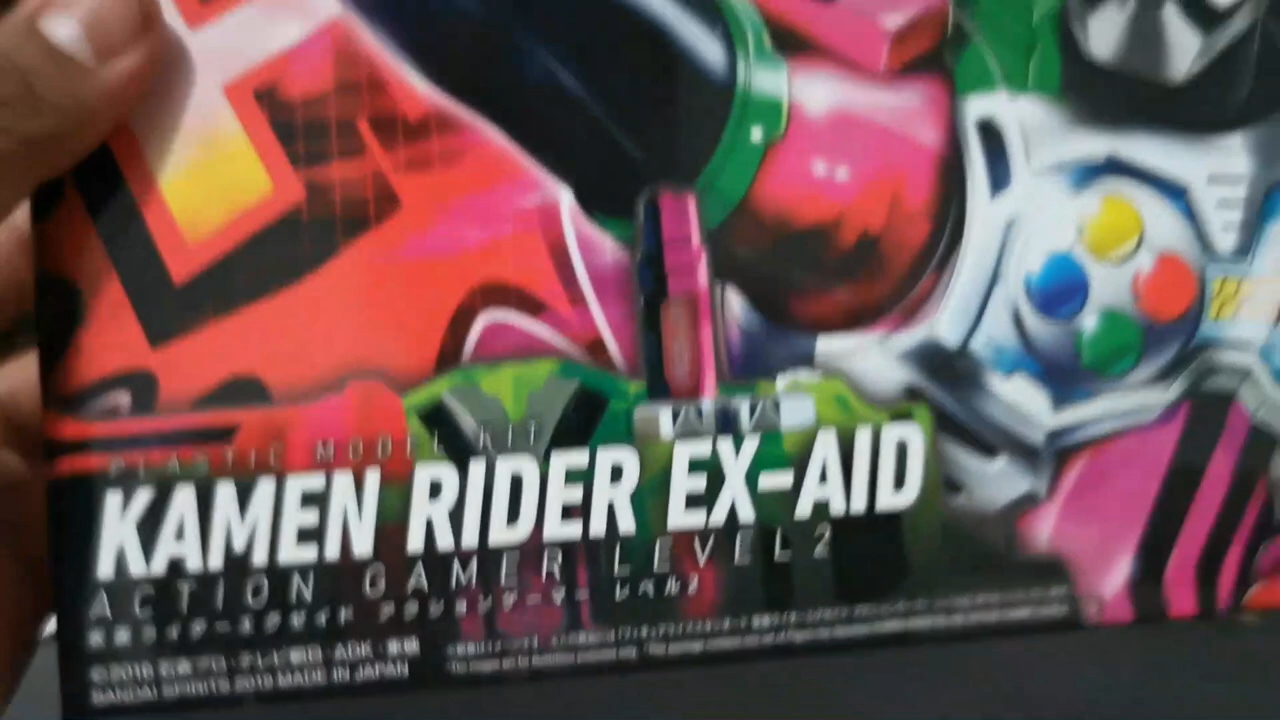 PLASTIC MODEL KIT
KAMEN RIDER EX-AID
ACTION GAMER LEVEL 2
仮面ライダーエグゼイド アクションゲーマー レベル2
©2016 石森プロ・テレビ朝日・ADK・東映
BANDAI SPIRITS 2019 MADE IN JAPAN